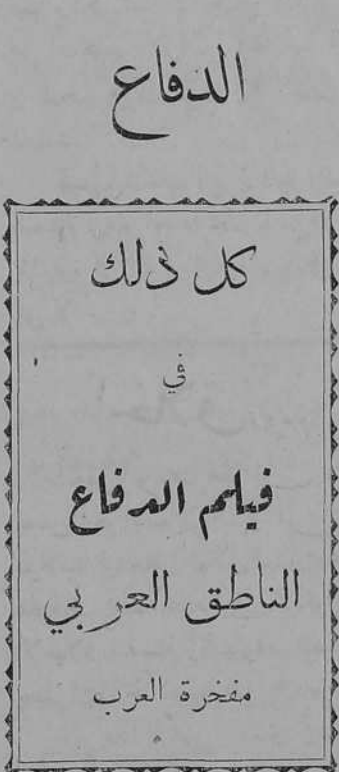 الدفاع
كل ذلك
في
فيلم الدفاع
الناطق العربي
مفخرة العرب